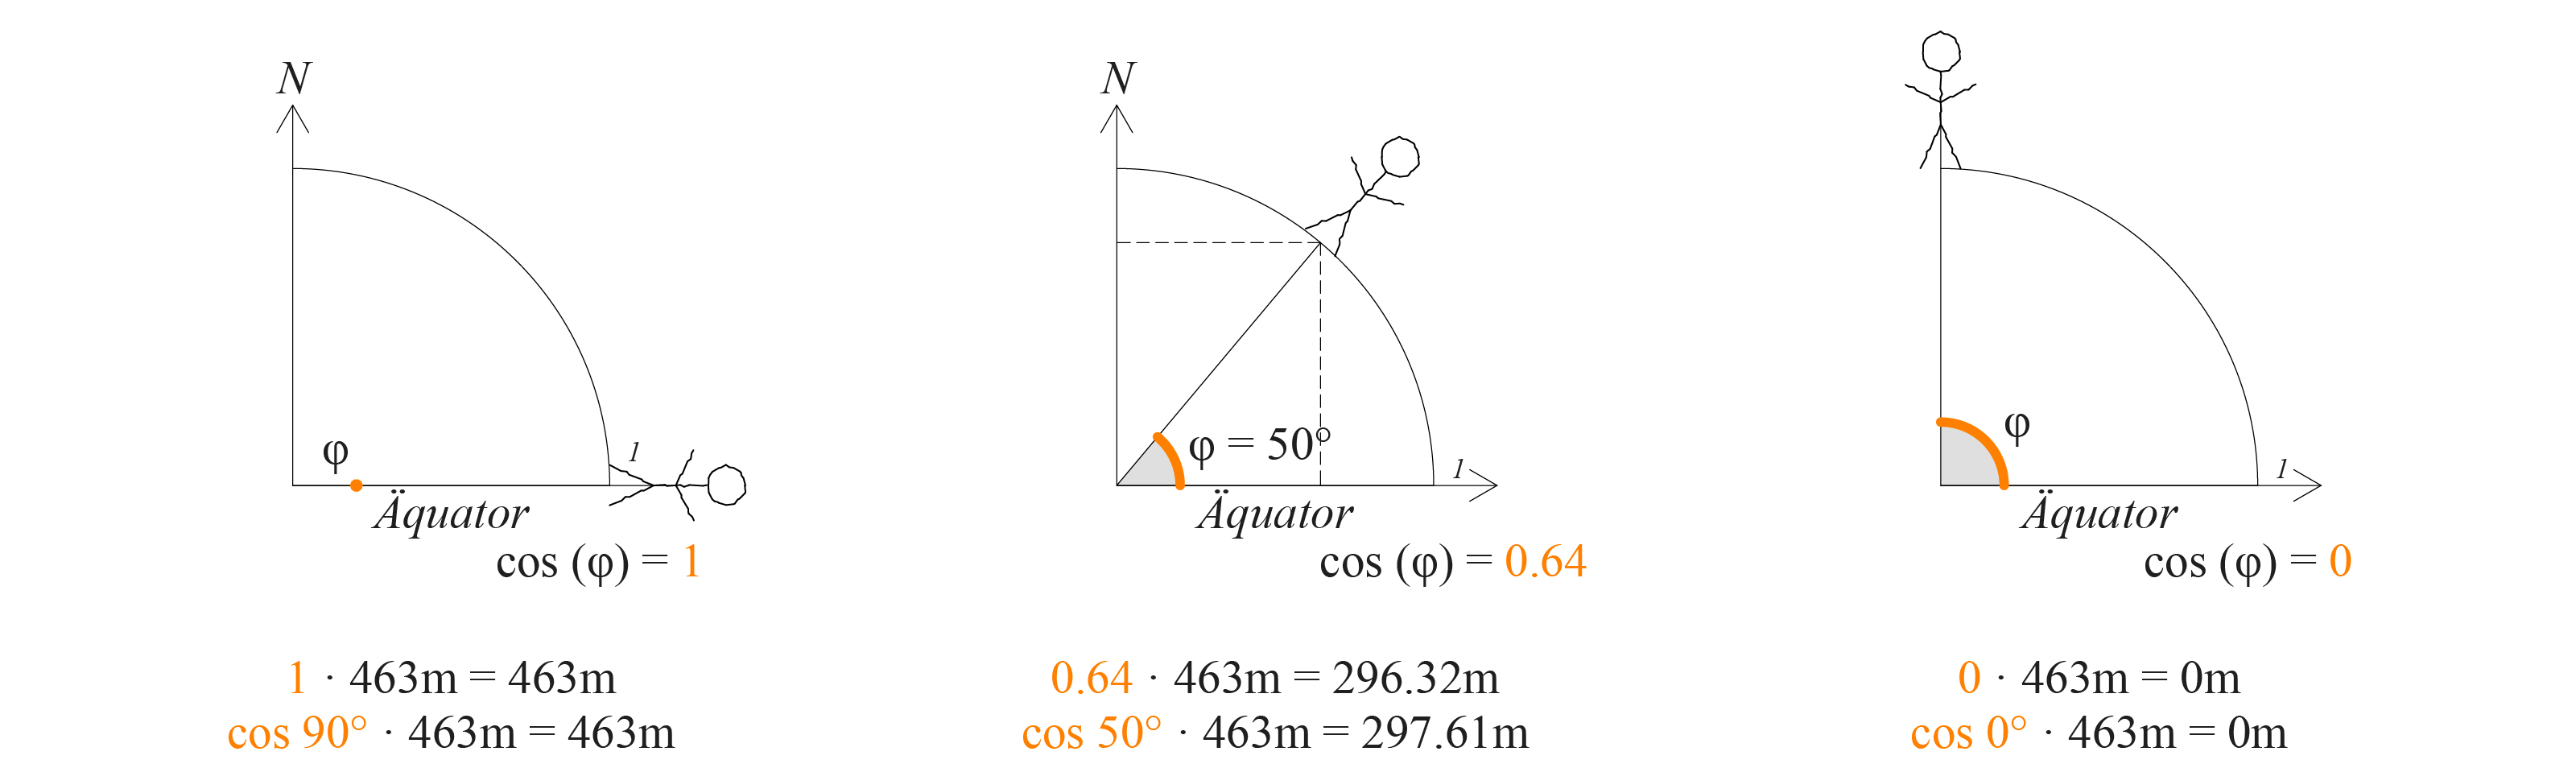 N
φ
1
Äquator
cos (φ) = 1
1 · 463m = 463m
cos 90° · 463m = 463m
N
φ = 50°
1
Äquator
cos (φ) = 0.64
0.64 · 463m = 296.32m
cos 50° · 463m = 297.61m
φ
1
Äquator
cos (φ) = 0
0 · 463m = 0m
cos 0° · 463m = 0m